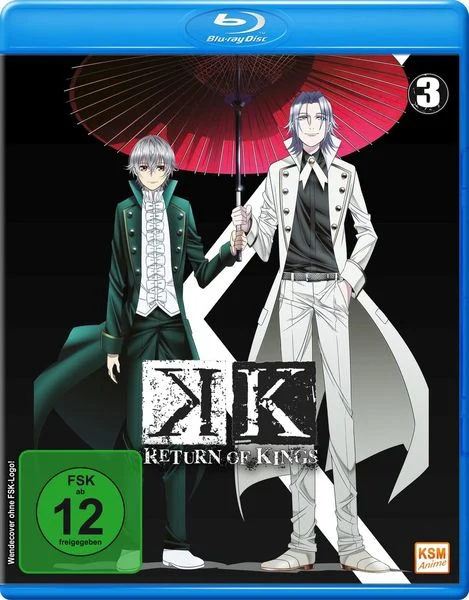 Blu-ray Disc
3
K K
RETURN OF KINGS
Wendecover ohne FSK-Logo!
FSK
ab
12
freigegeben
KSM
Anime